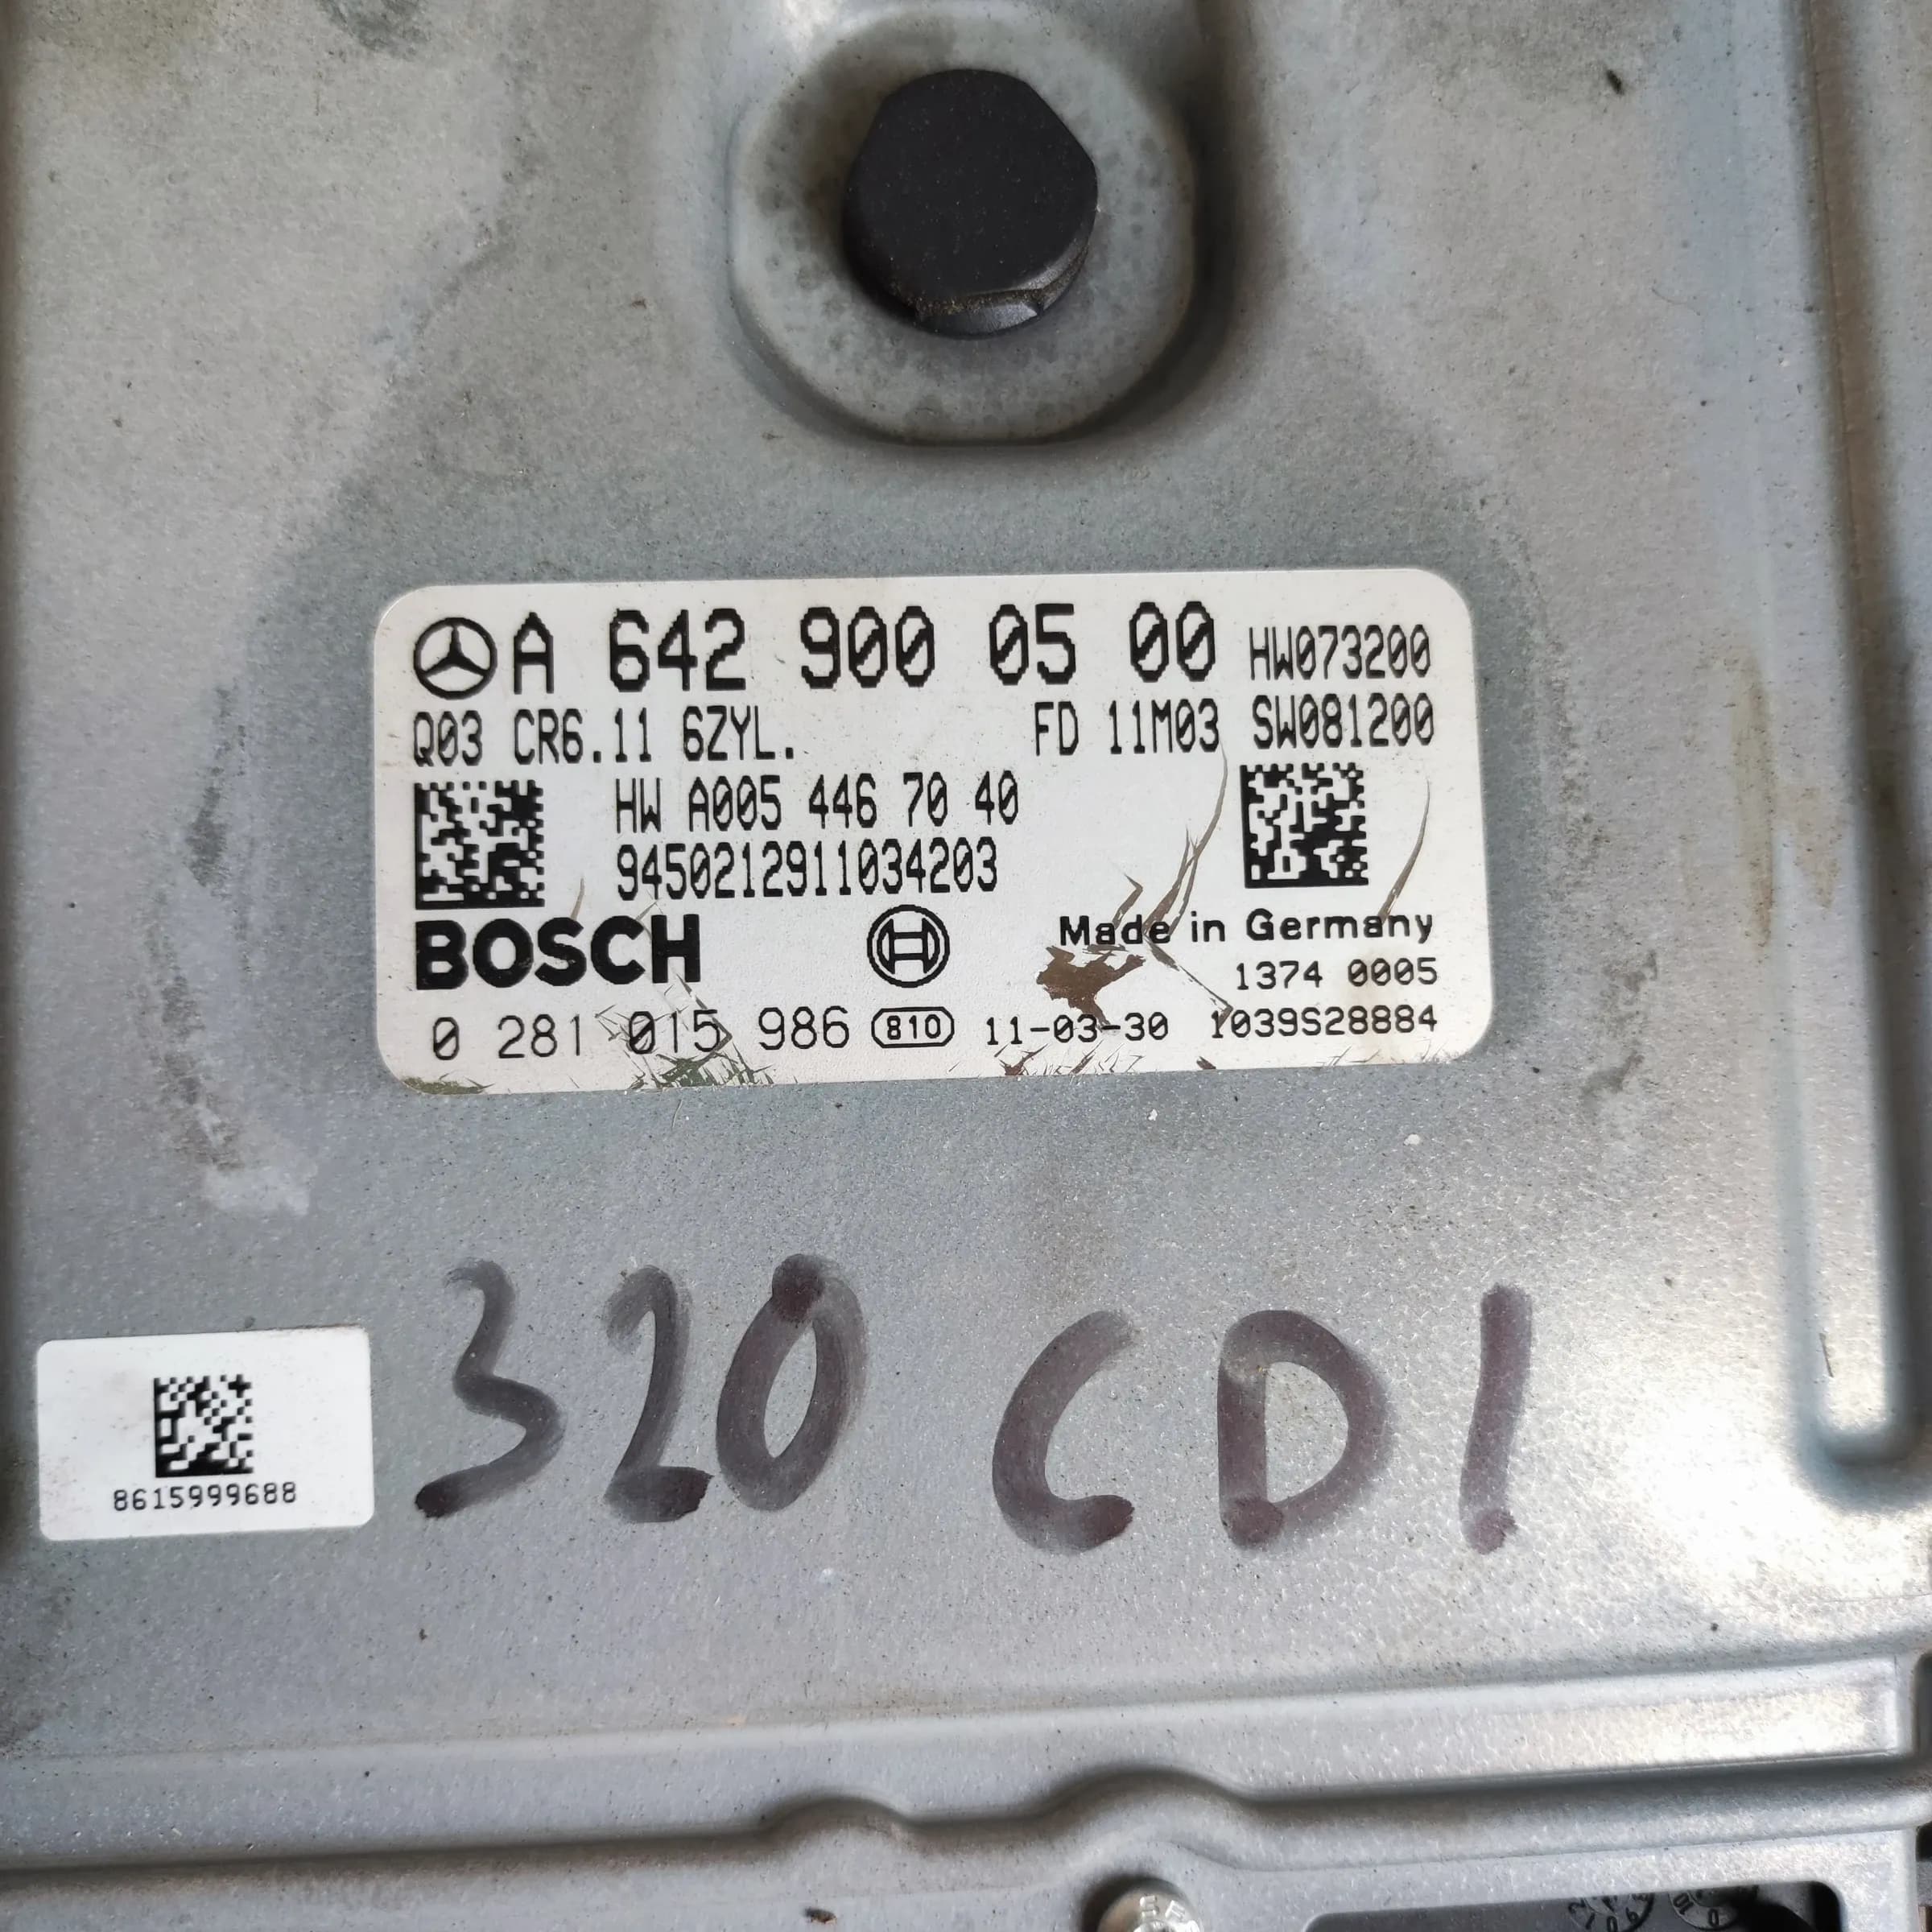 A 642 900 05 00 HW073200
Q03 CR6.11 6ZYL. FD 11M03 SW081200
HW A005 446 70 40
9450212911034203
BOSCH Made in Germany
1374 0005
0 281 015 986 810 11-03-30 1039S28884
320 CDI
8615999688